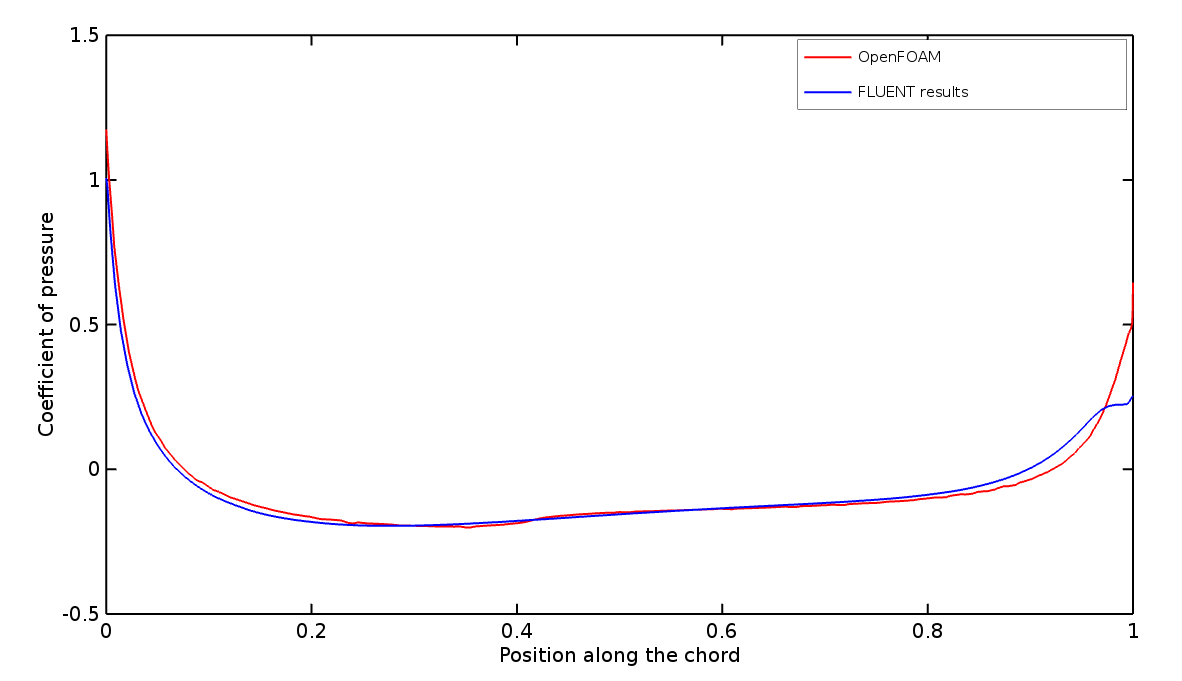 1.5
OpenFOAM
FLUENT results
1
Coefficient of pressure
0.5
0
-0.5
0 0.2 0.4 0.6 0.8 1
Position along the chord